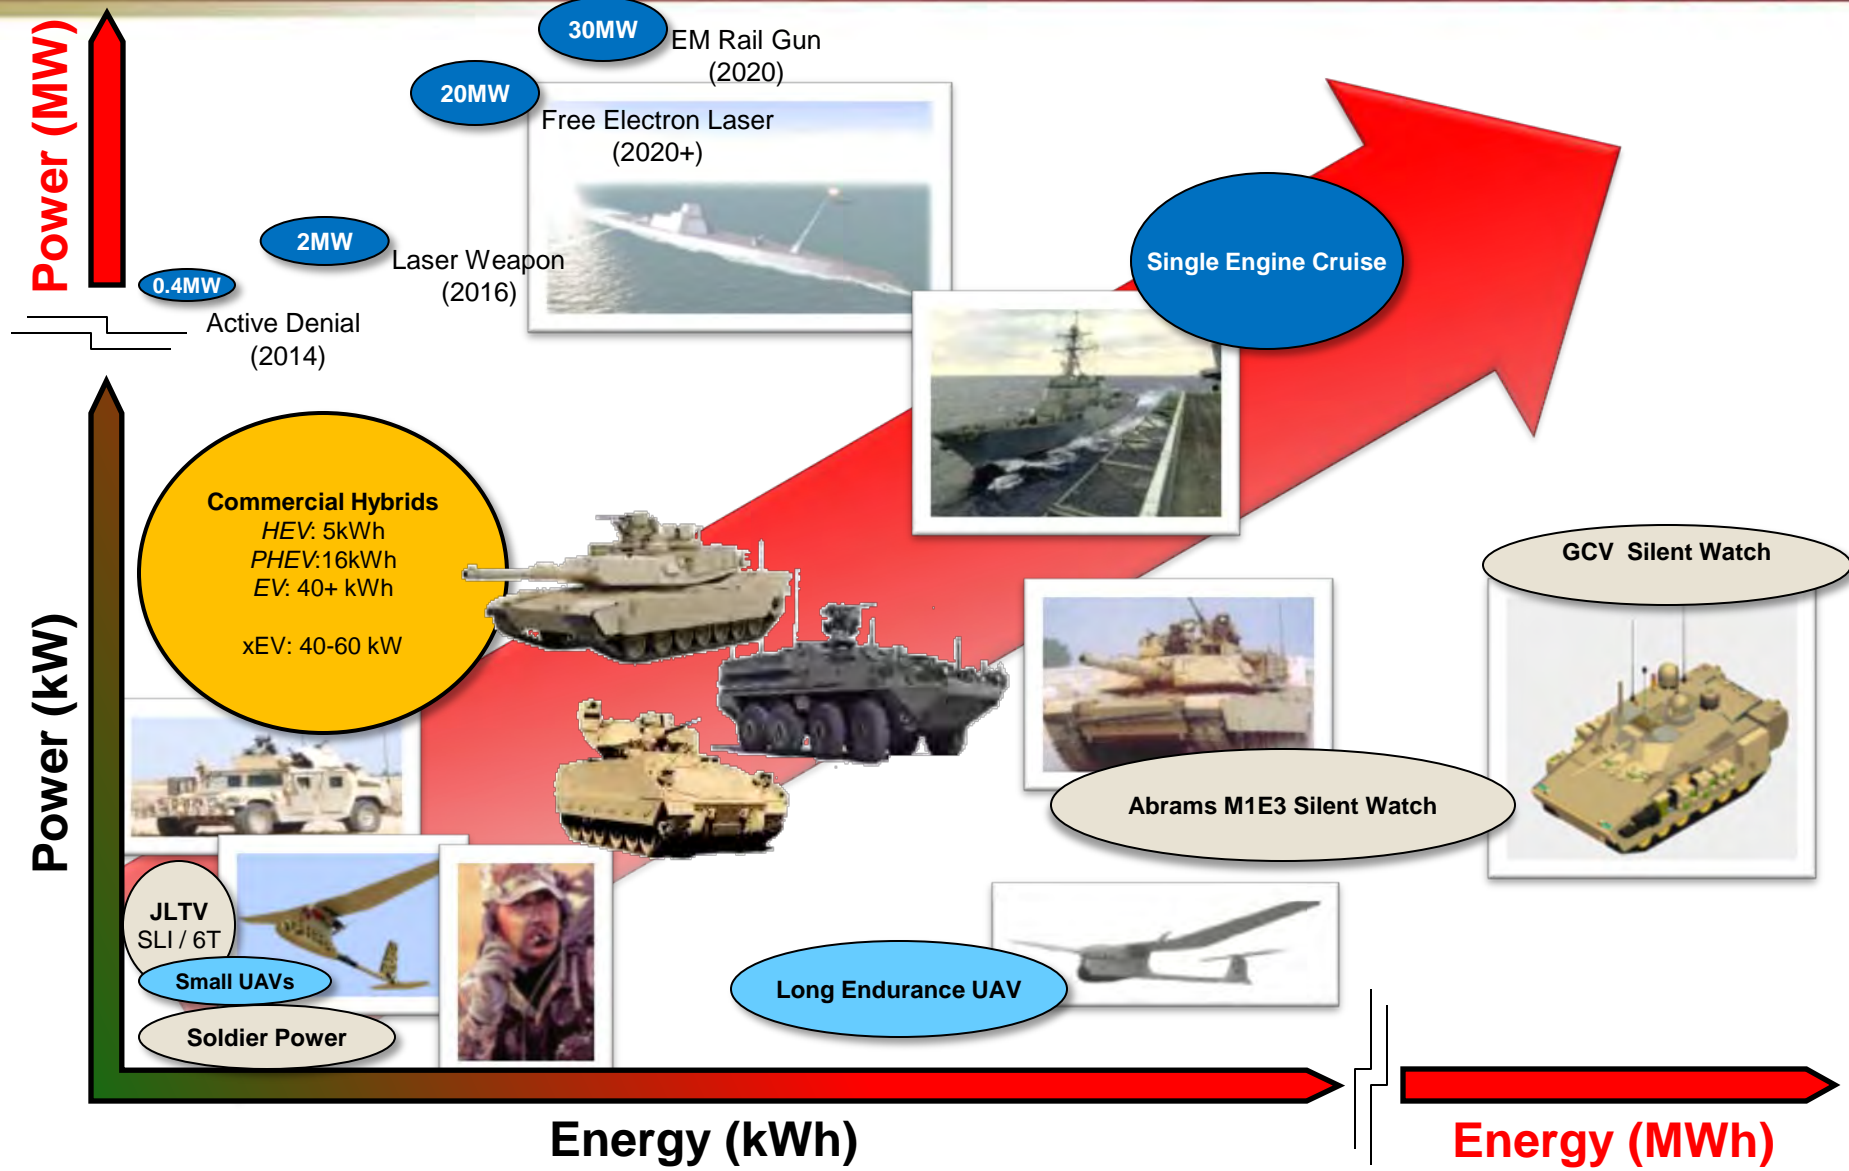 Power (MW)
30MW
EM Rail Gun
(2020)
20MW
Free Electron Laser
(2020+)
2MW
Laser Weapon
(2016)
0.4MW
Active Denial
(2014)
Single Engine Cruise
Commercial Hybrids
HEV: 5kWh
PHEV:16kWh
EV: 40+ kWh
xEV: 40-60 kW
GCV Silent Watch
Abrams M1E3 Silent Watch
Power (kW)
JLTV
SLI / 6T
Small UAVs
Soldier Power
Long Endurance UAV
Energy (kWh)
Energy (MWh)